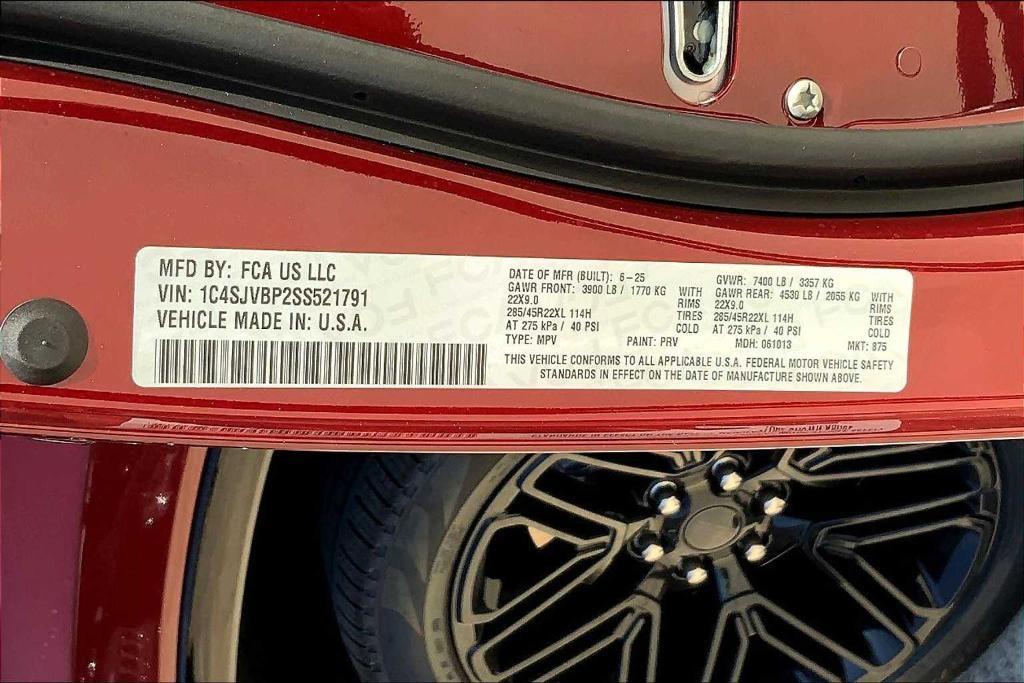 MFD BY: FCA US LLC
VIN: 1C4SJVBP2SS521791
VEHICLE MADE IN: U.S.A.
DATE OF MFR (BUILT): 6-25
GAWR FRONT: 3900 LB / 1770 KG WITH
22X9.0 RIMS
285/45R22XL 114H TIRES
AT 275 kPa / 40 PSI COLD
TYPE: MPV PAINT: PRV
GVWR: 7400 LB / 3357 KG
GAWR REAR: 4530 LB / 2055 KG WITH
22X9.0 RIMS
285/45R22XL 114H TIRES
AT 275 kPa / 40 PSI COLD
MDH: 061013 MKT: 875
THIS VEHICLE CONFORMS TO ALL APPLICABLE U.S.A. FEDERAL MOTOR VEHICLE SAFETY
STANDARDS IN EFFECT ON THE DATE OF MANUFACTURE SHOWN ABOVE.